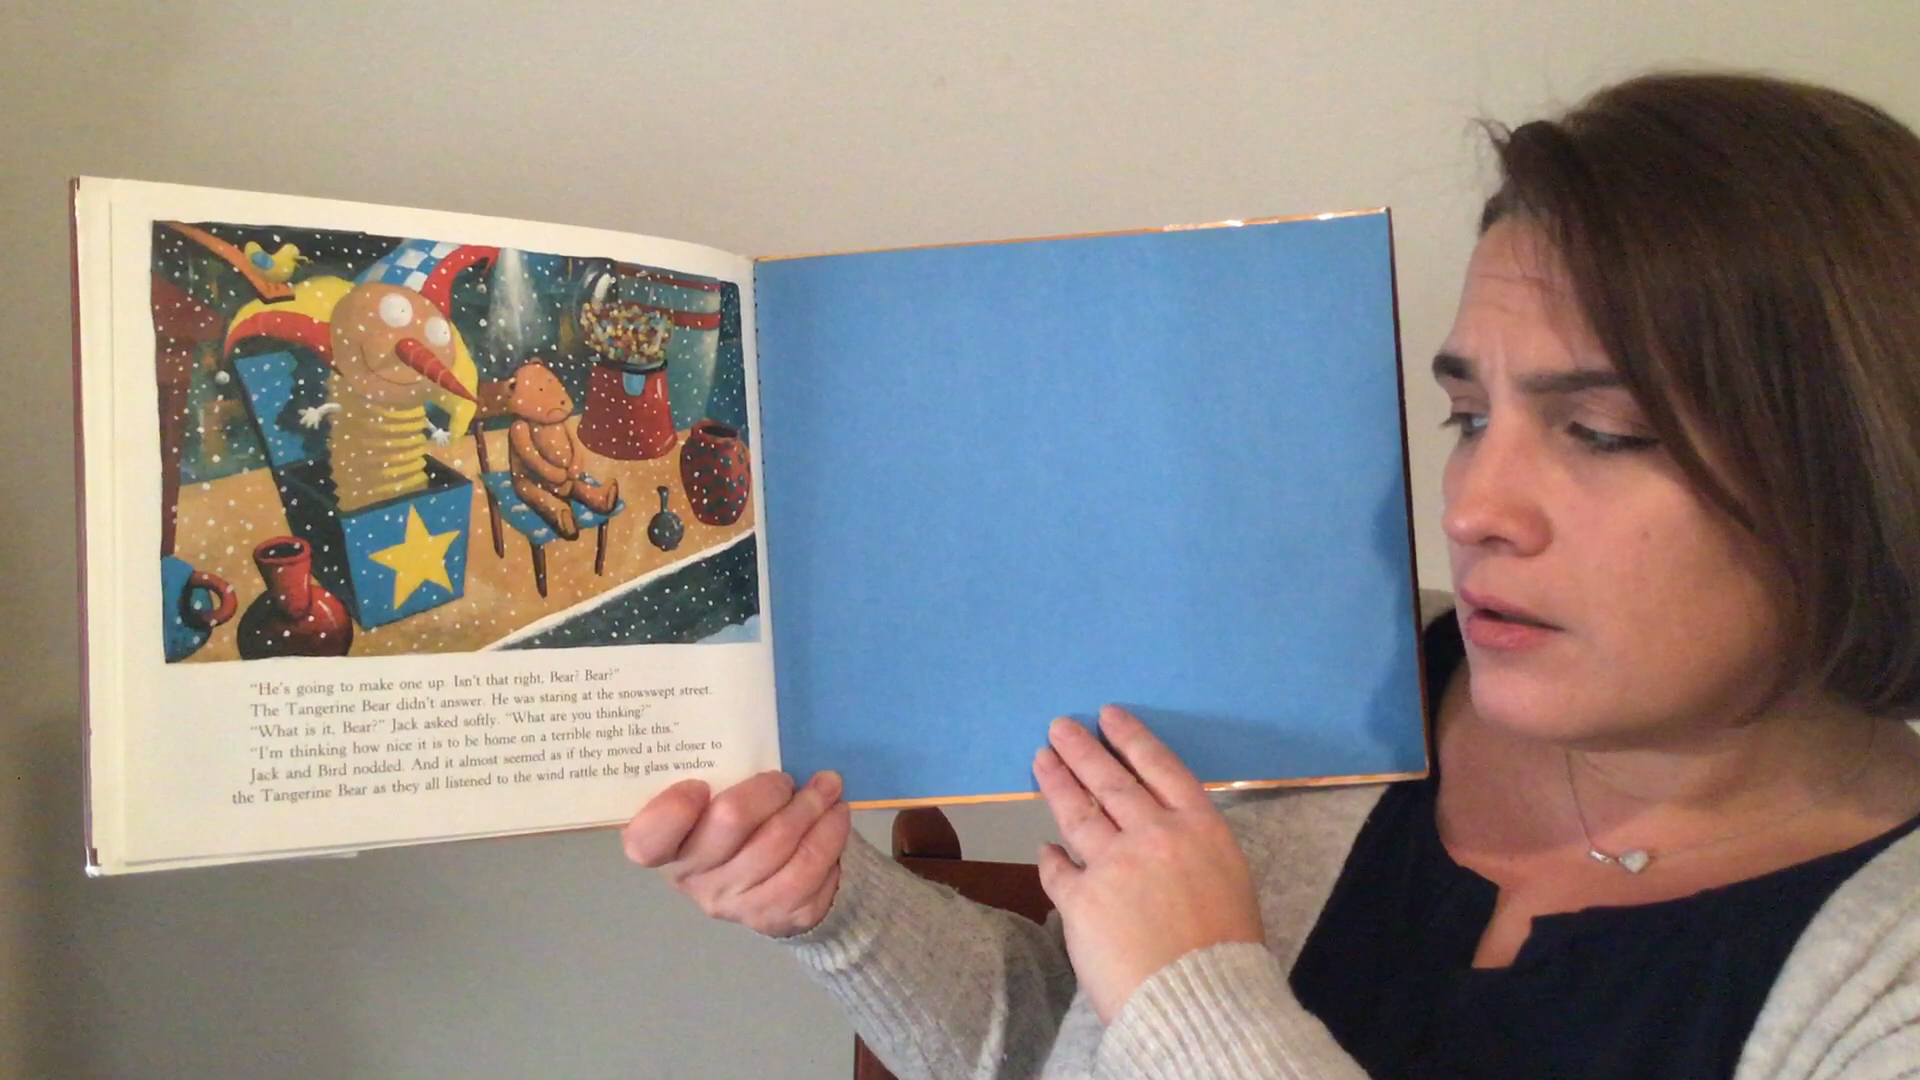 "He's going to make one up. Isn't that right, Bear? Bear?"
The Tangerine Bear didn't answer. He was staring at the snowswept street.
"What is it, Bear?" Jack asked softly. "What are you thinking?"
"I'm thinking how nice it is to be home on a terrible night like this."
Jack and Bird nodded. And it almost seemed as if they moved a bit closer to
the Tangerine Bear as they all listened to the wind rattle the big glass window.